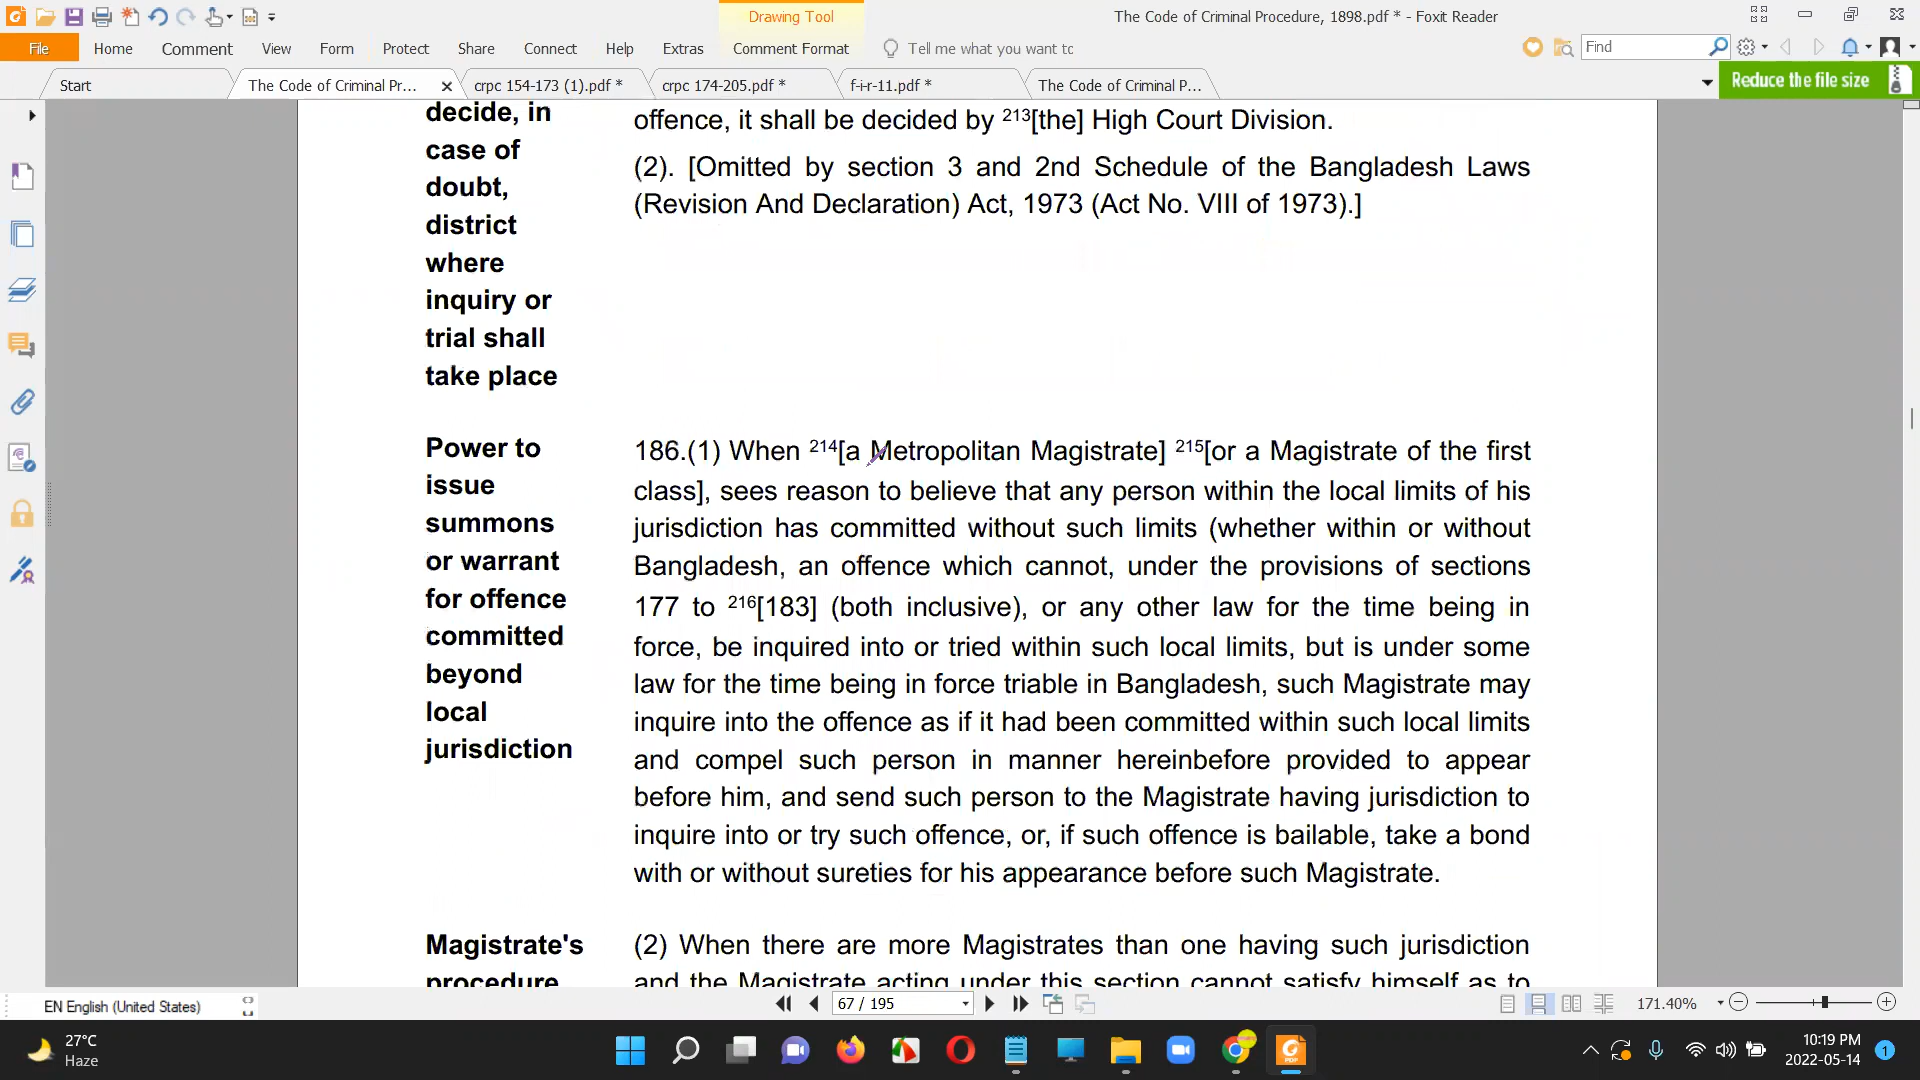 Drawing Tool
The Code of Criminal Procedure, 1898.pdf * - Foxit Reader
File Home Comment View Form Protect Share Connect Help Extras Comment Format Tell me what you want to Find
Start The Code of Criminal Pr... crpc 154-173 (1).pdf * crpc 174-205.pdf * f-i-r-11.pdf * The Code of Criminal P... Reduce the file size
decide, in
case of
doubt,
district
where
inquiry or
trial shall
take place
offence, it shall be decided by 213[the] High Court Division.
(2). [Omitted by section 3 and 2nd Schedule of the Bangladesh Laws
(Revision And Declaration) Act, 1973 (Act No. VIII of 1973).]
Power to
issue
summons
or warrant
for offence
committed
beyond
local
jurisdiction
186.(1) When 214[a Metropolitan Magistrate] 215[or a Magistrate of the first
class], sees reason to believe that any person within the local limits of his
jurisdiction has committed without such limits (whether within or without
Bangladesh, an offence which cannot, under the provisions of sections
177 to 216[183] (both inclusive), or any other law for the time being in
force, be inquired into or tried within such local limits, but is under some
law for the time being in force triable in Bangladesh, such Magistrate may
inquire into the offence as if it had been committed within such local limits
and compel such person in manner hereinbefore provided to appear
before him, and send such person to the Magistrate having jurisdiction to
inquire into or try such offence, or, if such offence is bailable, take a bond
with or without sureties for his appearance before such Magistrate.
Magistrate's
procedure
(2) When there are more Magistrates than one having such jurisdiction
and the Magistrate acting under this section cannot satisfy himself as to
EN English (United States)
67 / 195
171.40%
27°C
Haze
10:19 PM
2022-05-14
1